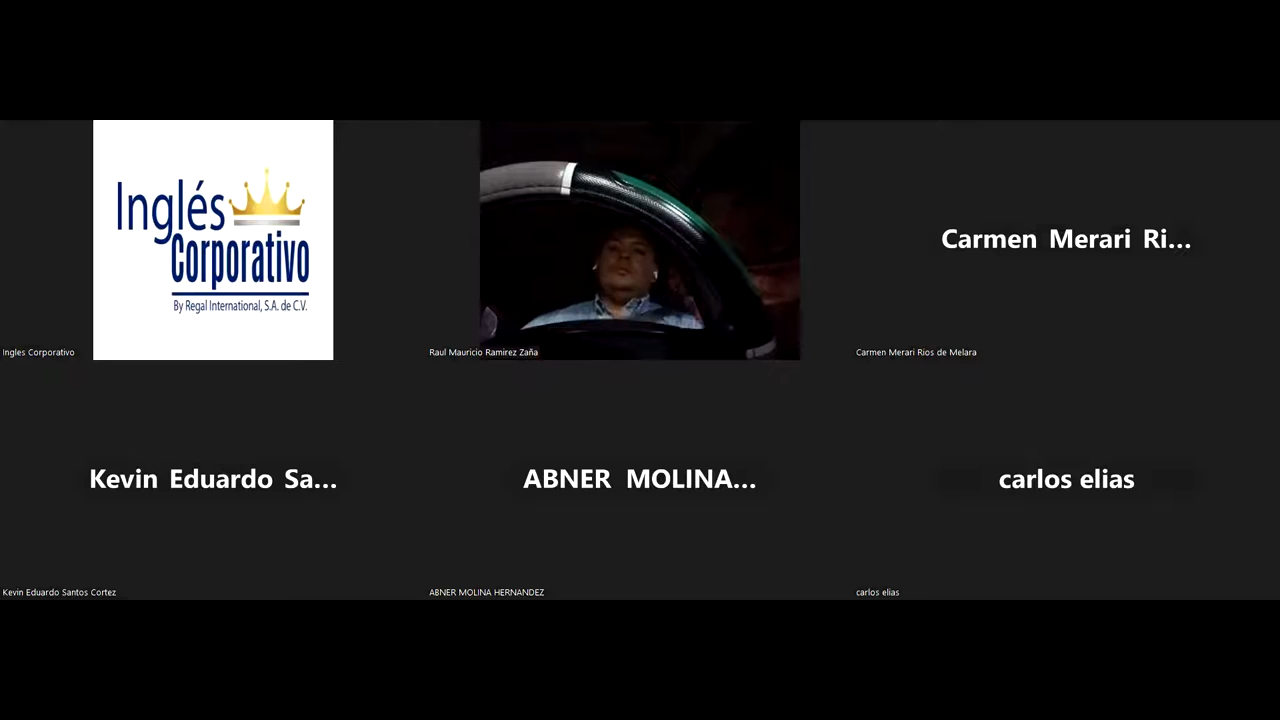 Inglés
Corporativo
By Regal International, S.A. de C.V.
Ingles Corporativo
Raul Mauricio Ramirez Zaña
Carmen Merari Ri...
Carmen Merari Rios de Melara
Kevin Eduardo Sa...
Kevin Eduardo Santos Cortez
ABNER MOLINA...
ABNER MOLINA HERNANDEZ
carlos elias
carlos elias